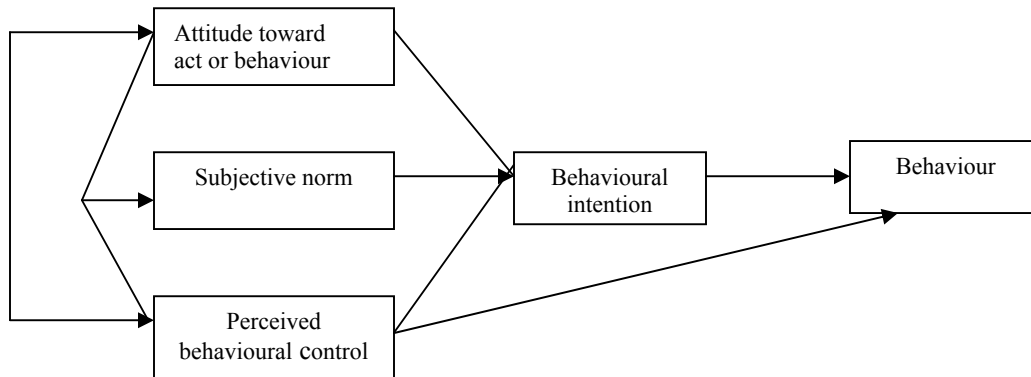 Attitude toward
act or behaviour
Subjective norm
Behavioural
intention
Behaviour
Perceived
behavioural control